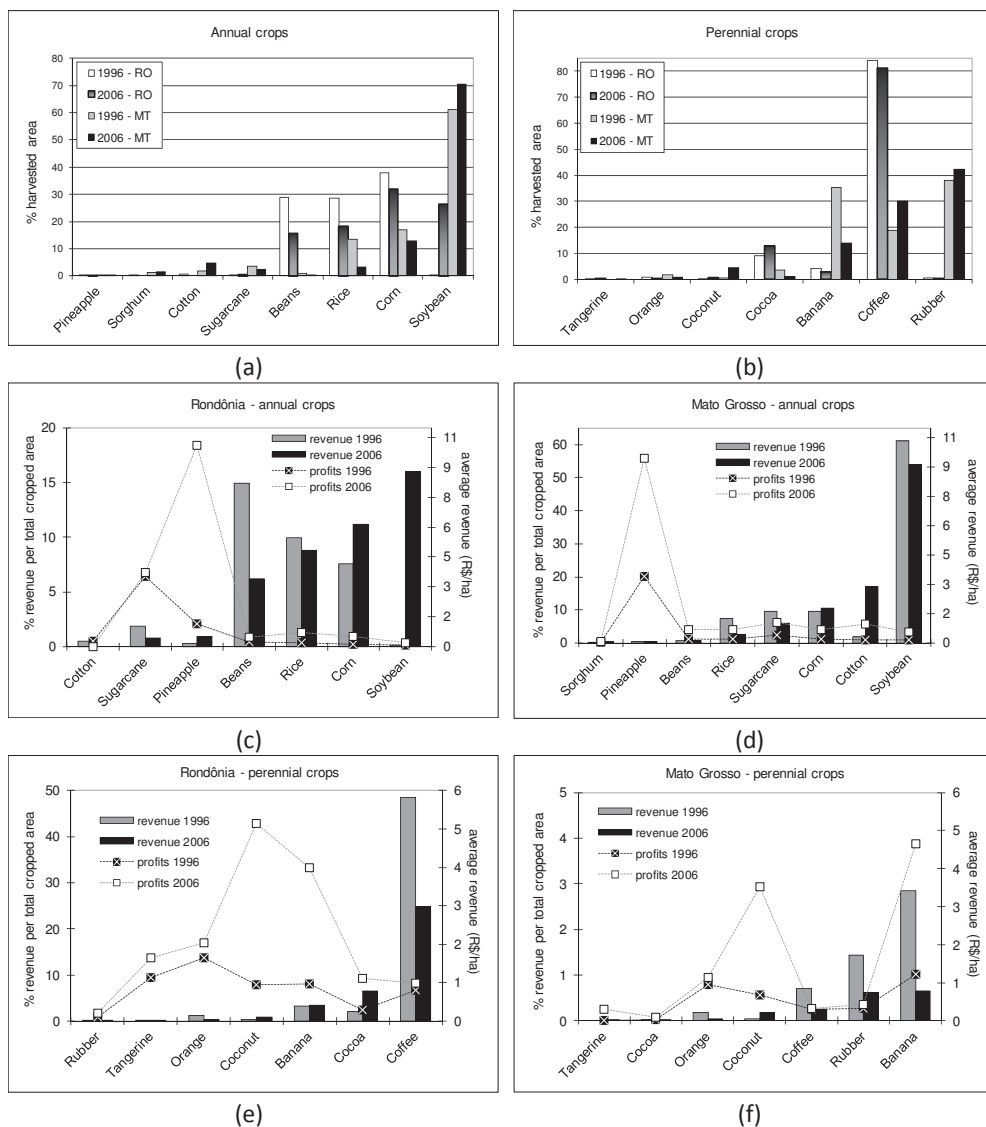 Annual crops
% harvested area
80
70
60
50
40
30
20
10
0
1996 - RO
2006 - RO
1996 - MT
2006 - MT
Pineapple
Sorghum
Cotton
Sugarcane
Beans
Rice
Corn
Soybean
(a)
Perennial crops
% harvested area
80
70
60
50
40
30
20
10
0
1996 - RO
2006 - RO
1996 - MT
2006 - MT
Tangerine
Orange
Coconut
Cocoa
Banana
Coffee
Rubber
(b)
Rondônia - annual crops
% revenue per total cropped area
20
15
10
5
0
revenue 1996
revenue 2006
profits 1996
profits 2006
11
9
8
6
5
3
2
0
average revenue (R$/ha)
Cotton
Sugarcane
Pineapple
Beans
Rice
Corn
Soybean
(c)
Mato Grosso - annual crops
% revenue per total cropped area
60
50
40
30
20
10
0
revenue 1996
revenue 2006
profits 1996
profits 2006
11
9
8
6
5
3
2
0
average revenue (R$/ha)
Sorghum
Pineapple
Beans
Rice
Sugarcane
Corn
Cotton
Soybean
(d)
Rondônia - perennial crops
% revenue per total cropped area
50
40
30
20
10
0
revenue 1996
revenue 2006
profits 1996
profits 2006
6
5
4
3
2
1
0
average revenue (R$/ha)
Rubber
Tangerine
Orange
Coconut
Banana
Cocoa
Coffee
(e)
Mato Grosso - perennial crops
% revenue per total cropped area
5
4
3
2
1
0
revenue 1996
revenue 2006
profits 1996
profits 2006
6
5
4
3
2
1
0
average revenue (R$/ha)
Tangerine
Cocoa
Orange
Coconut
Coffee
Rubber
Banana
(f)